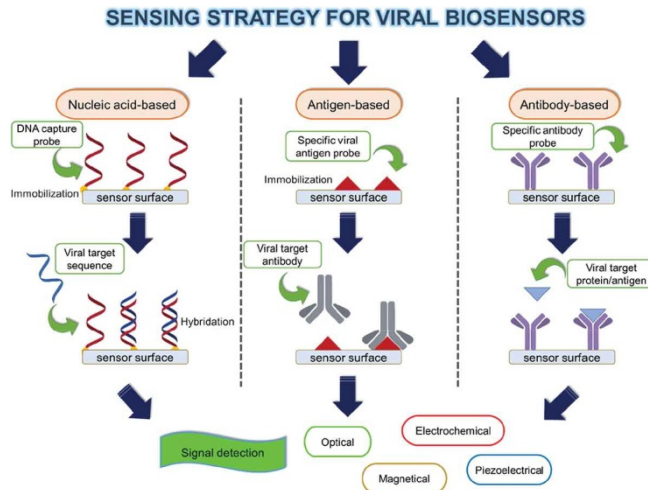 SENSING STRATEGY FOR VIRAL BIOSENSORS
Nucleic acid-based
Antigen-based
Antibody-based
DNA capture
probe
Immobilization
sensor surface
Specific viral
antigen probe
Immobilization
sensor surface
Specific antibody
probe
sensor surface
Viral target
sequence
Hybridation
sensor surface
Viral target
antibody
sensor surface
Viral target
protein/antigen
sensor surface
Signal detection
Optical
Electrochemical
Magnetical
Piezoelectrical